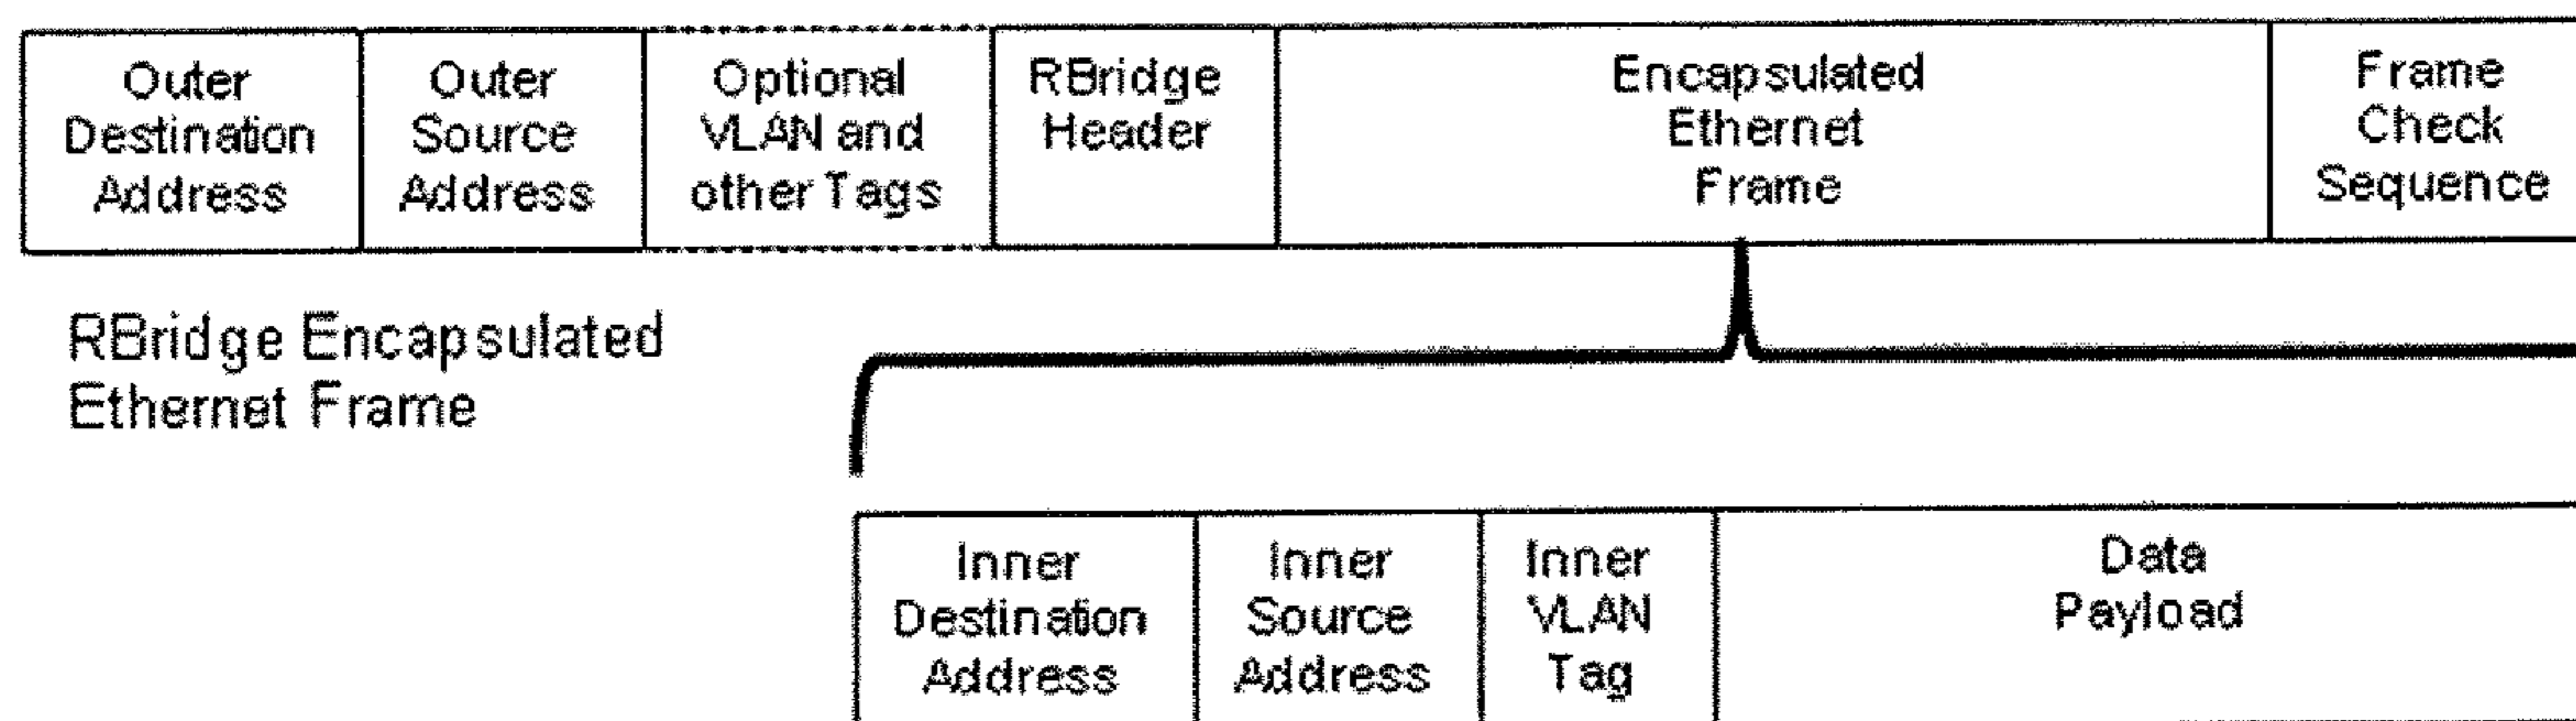 Outer
Destination
Address
Outer
Source
Address
Optional
VLAN and
other Tags
RBridge
Header
Encapsulated
Ethernet
Frame
Frame
Check
Sequence
RBridge Encapsulated
Ethernet Frame
Inner
Destination
Address
Inner
Source
Address
Inner
VLAN
Tag
Data
Payload